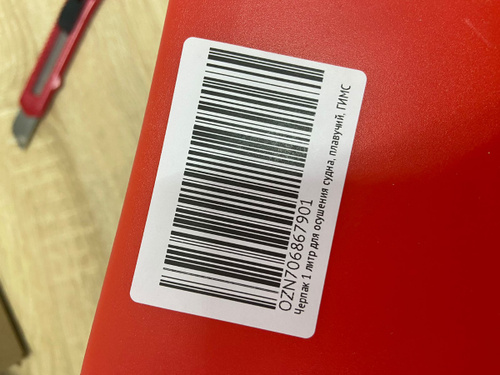 OZN706867901
Черпак 1 литр для осушения судна, плавучий, ГИМС